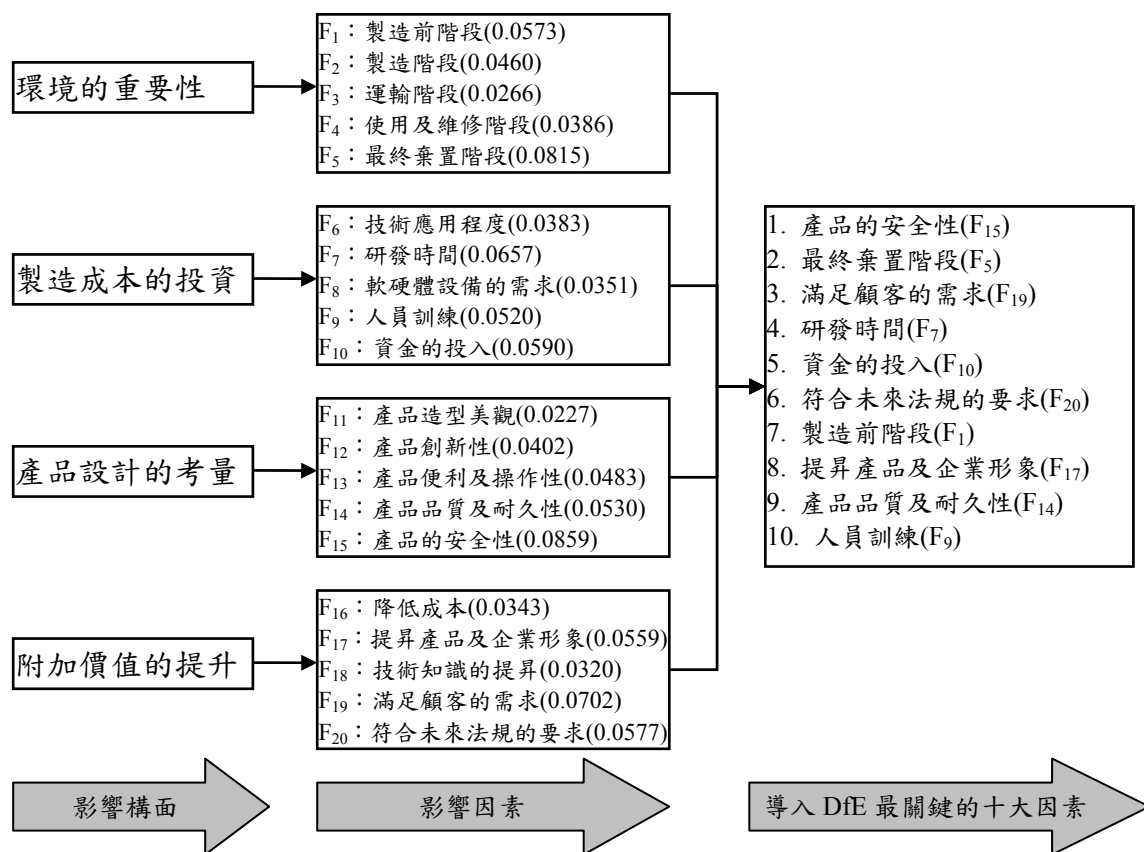 環境的重要性
F₁：製造前階段(0.0573)
F₂：製造階段(0.0460)
F₃：運輸階段(0.0266)
F₄：使用及維修階段(0.0386)
F₅：最終棄置階段(0.0815)
製造成本的投資
F₆：技術應用程度(0.0383)
F₇：研發時間(0.0657)
F₈：軟硬體設備的需求(0.0351)
F₉：人員訓練(0.0520)
F₁₀：資金的投入(0.0590)
產品設計的考量
F₁₁：產品造型美觀(0.0227)
F₁₂：產品創新性(0.0402)
F₁₃：產品便利及操作性(0.0483)
F₁₄：產品品質及耐久性(0.0530)
F₁₅：產品的安全性(0.0859)
附加價值的提升
F₁₆：降低成本(0.0343)
F₁₇：提昇產品及企業形象(0.0559)
F₁₈：技術知識的提昇(0.0320)
F₁₉：滿足顧客的需求(0.0702)
F₂₀：符合未來法規的要求(0.0577)
1. 產品的安全性(F₁₅)
2. 最終棄置階段(F₅)
3. 滿足顧客的需求(F₁₉)
4. 研發時間(F₇)
5. 資金的投入(F₁₀)
6. 符合未來法規的要求(F₂₀)
7. 製造前階段(F₁)
8. 提昇產品及企業形象(F₁₇)
9. 產品品質及耐久性(F₁₄)
10. 人員訓練(F₉)
影響構面
影響因素
導入 DfE 最關鍵的十大因素